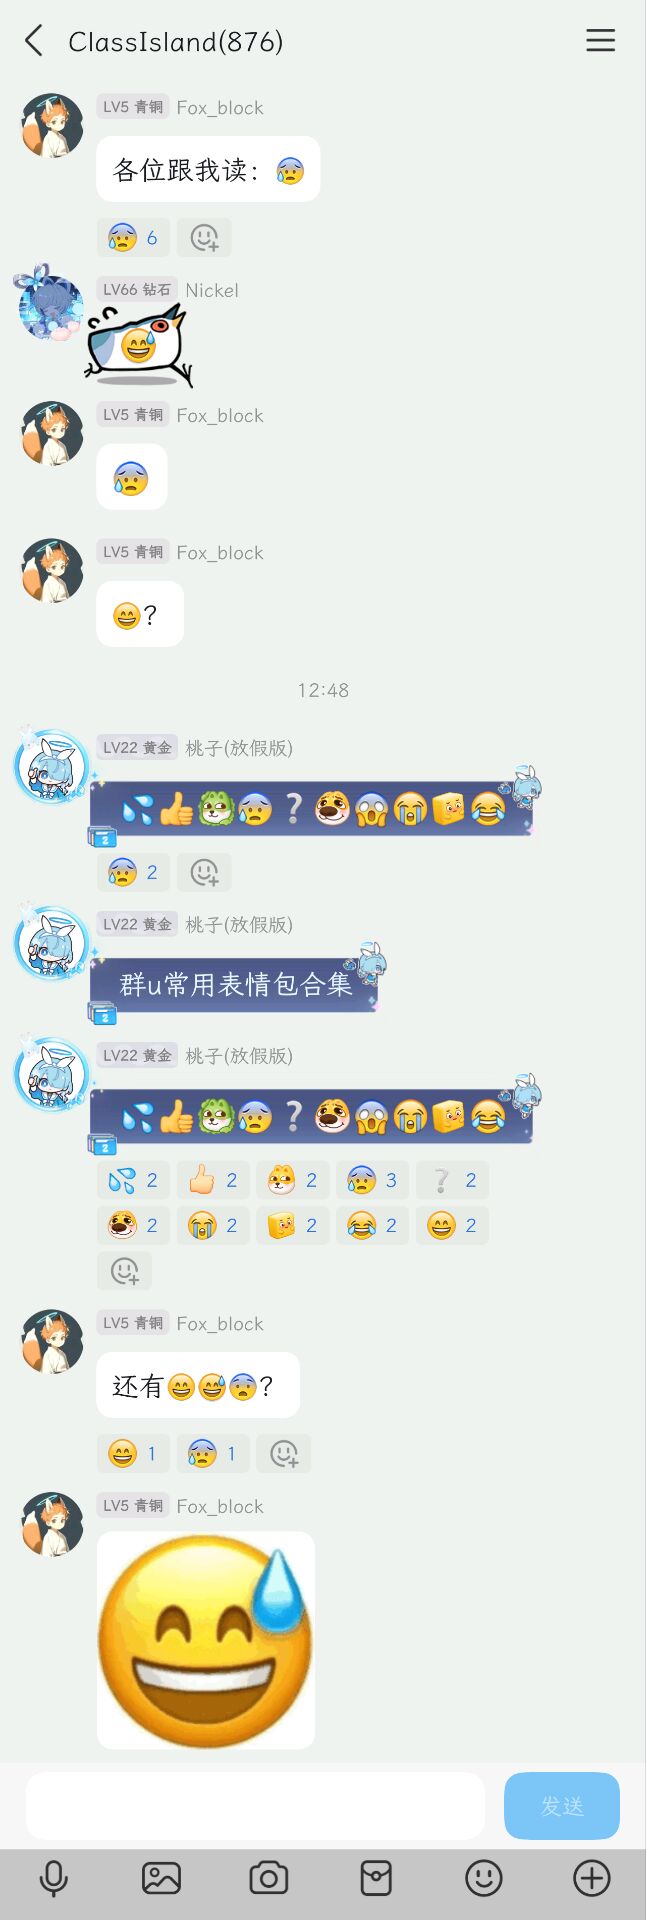 ClassIsland(876)
LV5 青铜 Fox_block
各位跟我读：😰
😰 6
LV66 钻石 Nickel
LV5 青铜 Fox_block
😰
LV5 青铜 Fox_block
😄?
12:48
LV22 黄金 桃子(放假版)
💦👍😰❔😱😭😂
😰 2
LV22 黄金 桃子(放假版)
群u常用表情包合集
LV22 黄金 桃子(放假版)
💦👍😰❔😱😭😂
2 2 2 3 2
2 2 2 2 2
LV5 青铜 Fox_block
还有😄😅😨?
😄 1 😰 1
LV5 青铜 Fox_block
发送